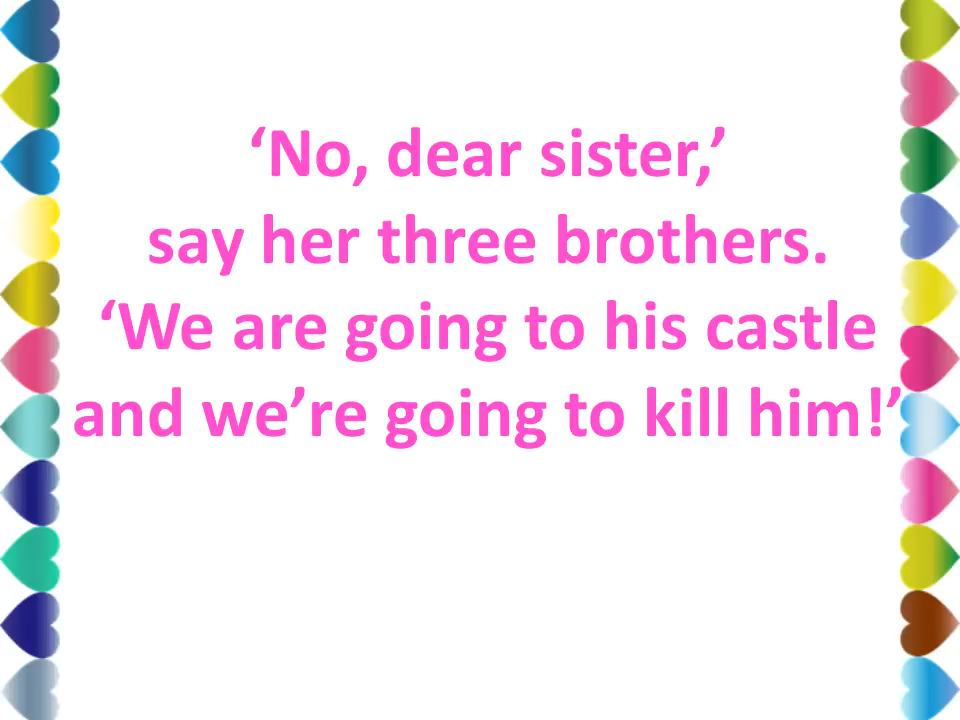 ‘No, dear sister,’
say her three brothers.
‘We are going to his castle
and we’re going to kill him!’